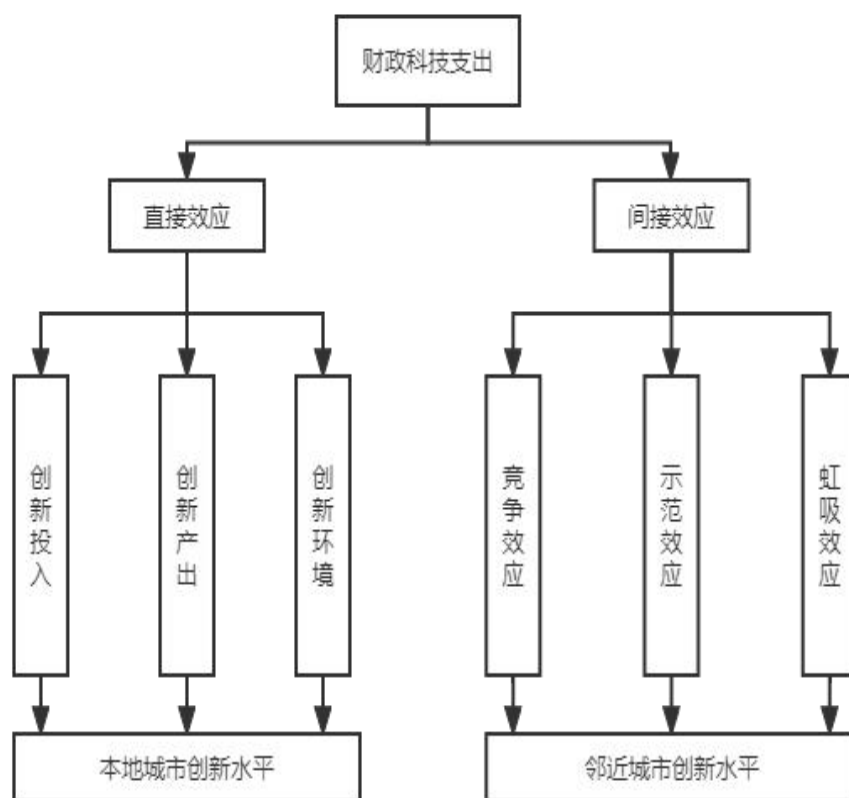 财政科技支出
直接效应
间接效应
创新投入
创新产出
创新环境
竞争效应
示范效应
虹吸效应
本地城市创新水平
邻近城市创新水平